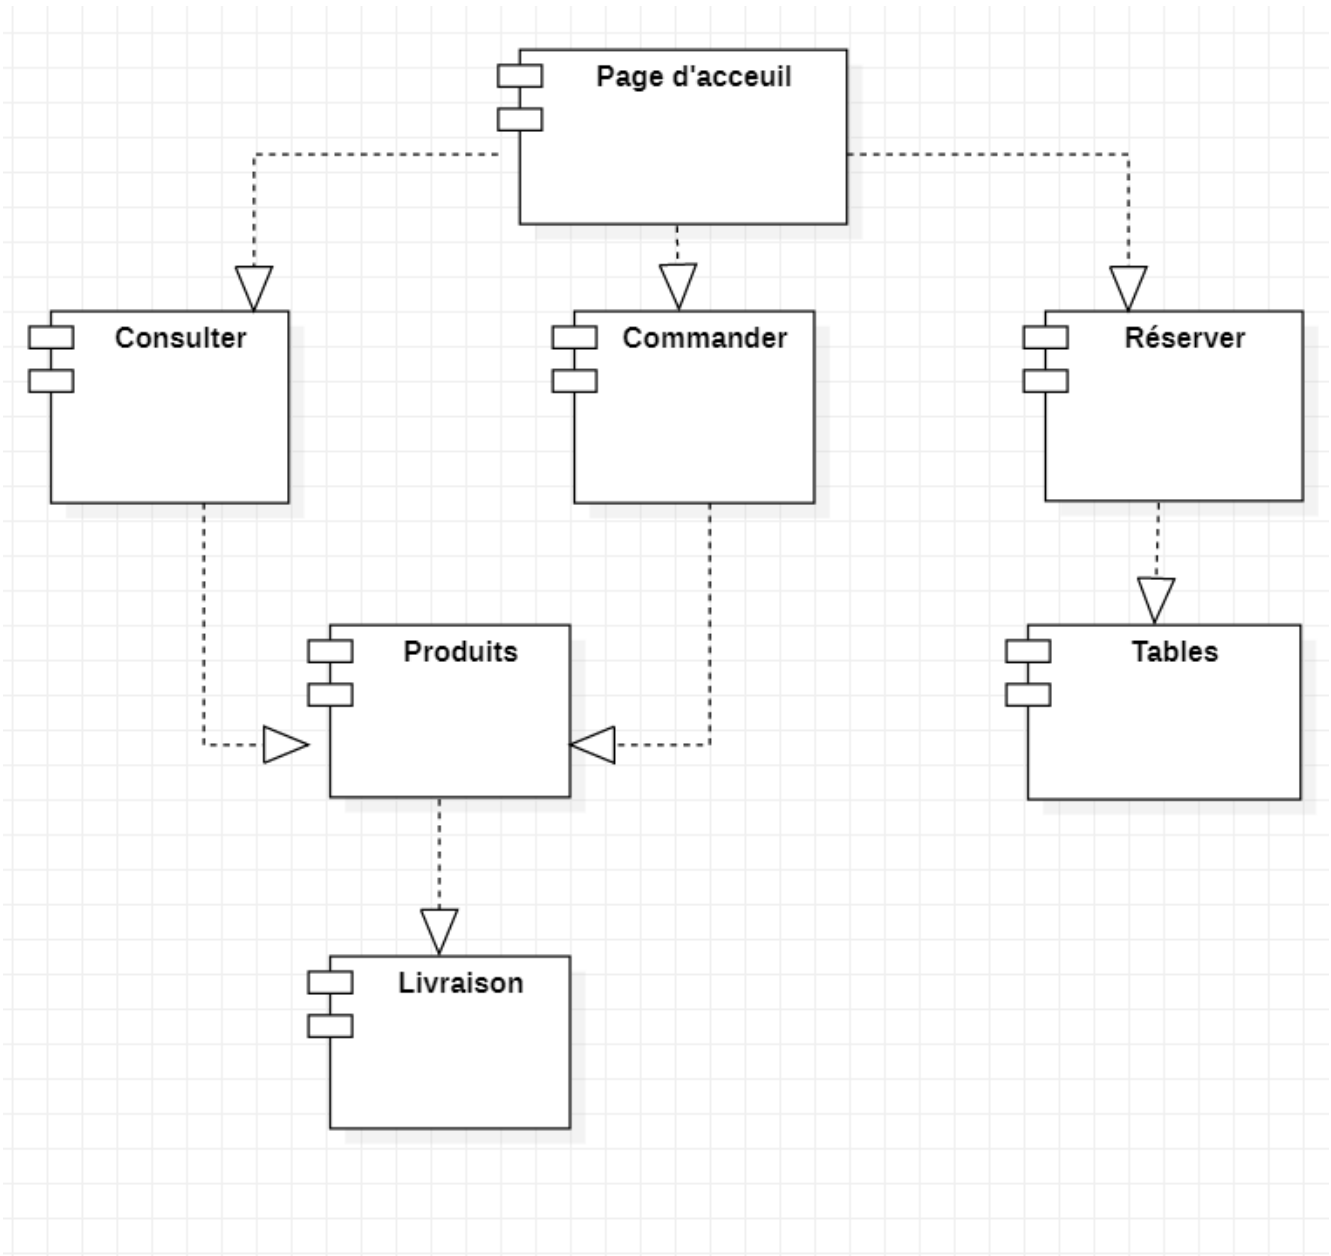 Page d'acceuil
Consulter
Commander
Réserver
Produits
Tables
Livraison